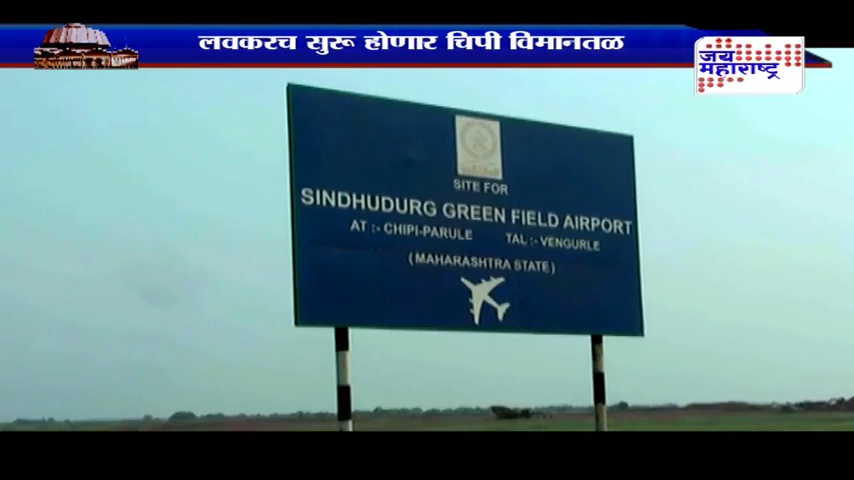 लवकरच सुरू होणार चिपी विमानतळ
जय
महाराष्ट्र
SITE FOR
SINDHUDURG GREEN FIELD AIRPORT
AT :- CHIPI-PARULE TAL :- VENGURLE
(MAHARASHTRA STATE)